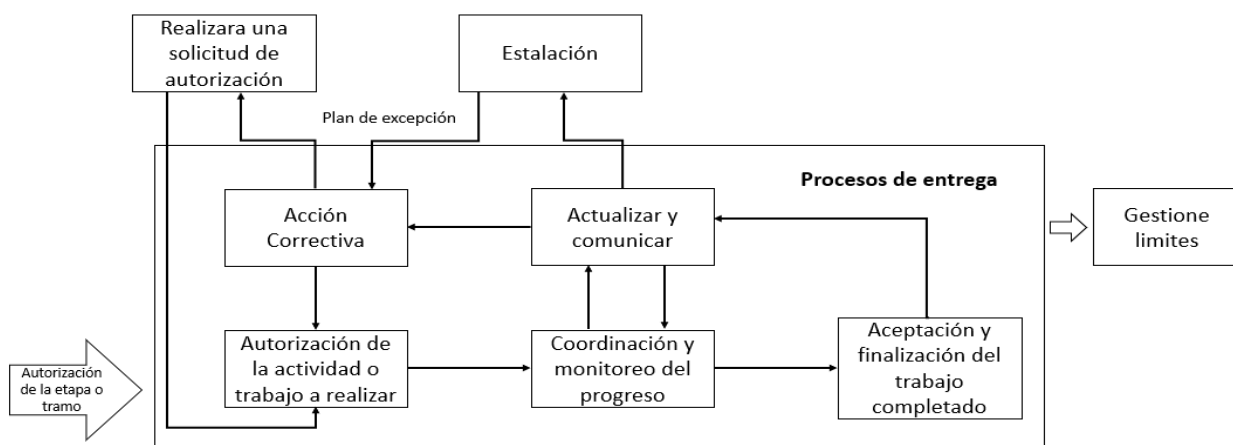 Realizara una
solicitud de
autorización
Estalación
Plan de excepción
Procesos de entrega
Acción
Correctiva
Actualizar y
comunicar
Gestione
limites
Autorización
de la etapa o
tramo
Autorización de
la actividad o
trabajo a realizar
Coordinación y
monitoreo del
progreso
Aceptación y
finalización del
trabajo
completado